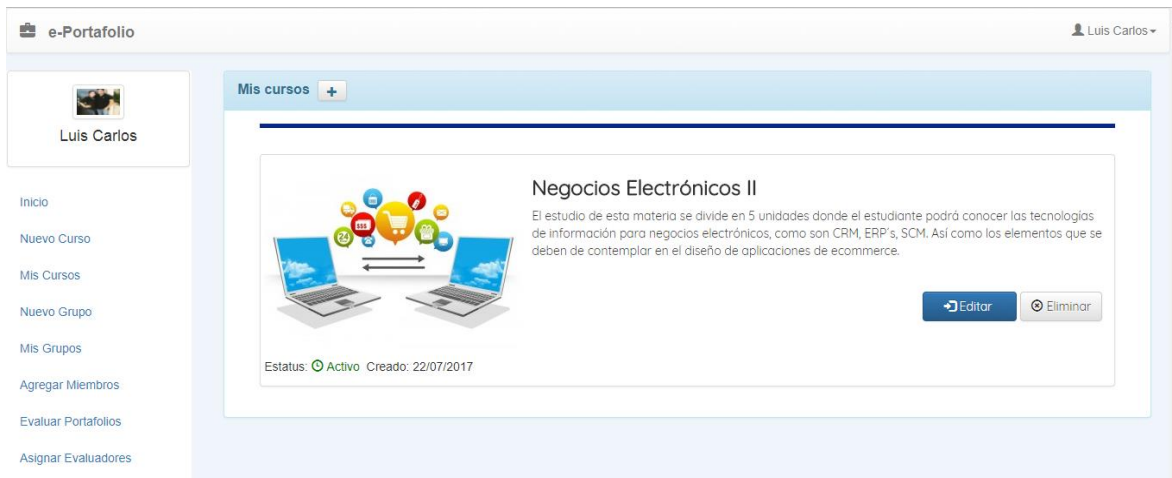 e-Portafolio
Luis Carlos
Luis Carlos
Inicio
Nuevo Curso
Mis Cursos
Nuevo Grupo
Mis Grupos
Agregar Miembros
Evaluar Portafolios
Asignar Evaluadores
Mis cursos +
$$$
24
Negocios Electrónicos II
El estudio de esta materia se divide en 5 unidades donde el estudiante podrá conocer las tecnologías
de información para negocios electrónicos, como son CRM, ERP´s, SCM. Así como los elementos que se
deben de contemplar en el diseño de aplicaciones de ecommerce.
Editar Eliminar
Estatus: Activo Creado: 22/07/2017